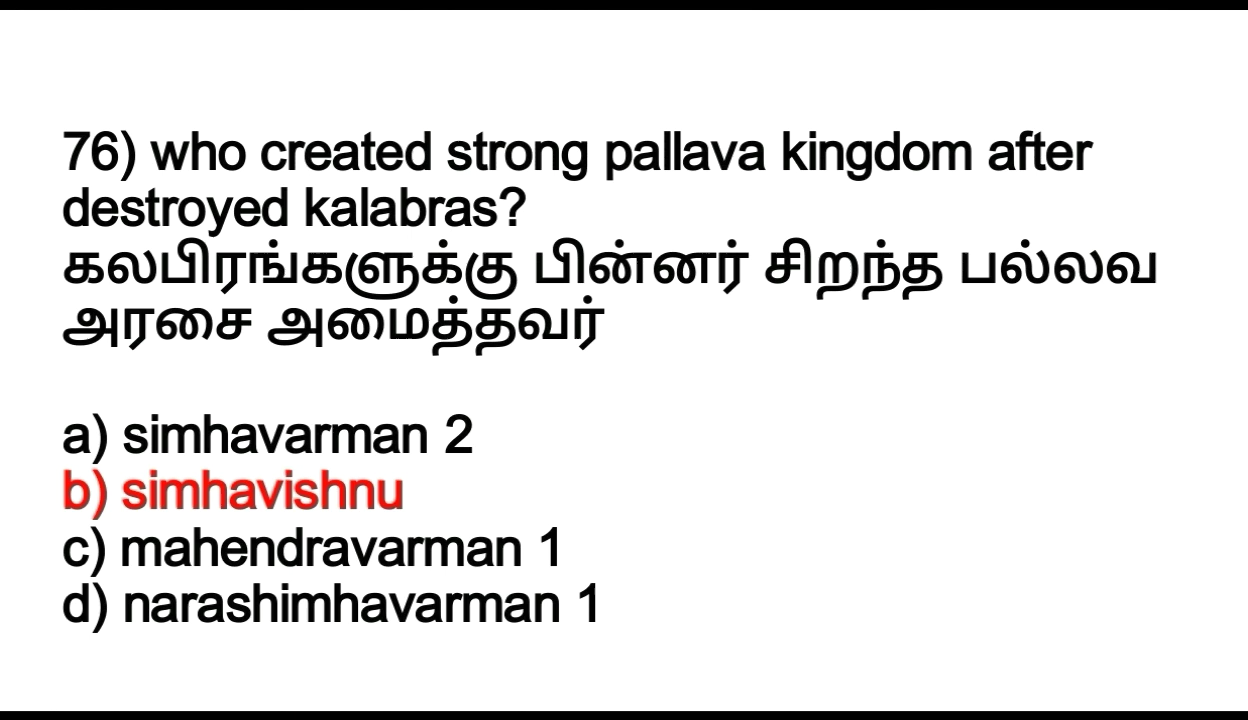 76) who created strong pallava kingdom after
destroyed kalabras?
கலபிரங்களுக்கு பின்னர் சிறந்த பல்லவ
அரசை அமைத்தவர்
a) simhavarman 2
b) simhavishnu
c) mahendravarman 1
d) narashimhavarman 1